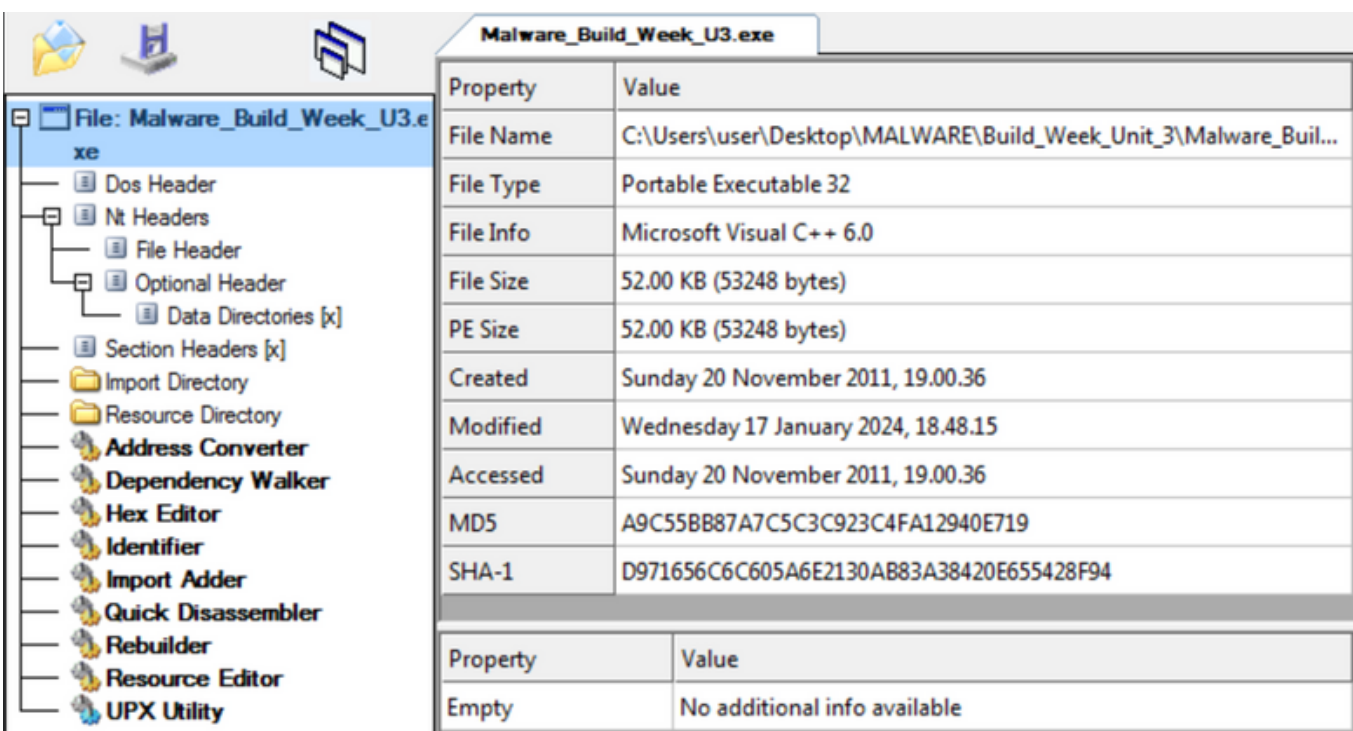 Malware_Build_Week_U3.exe
File: Malware_Build_Week_U3.e
xe
Dos Header
Nt Headers
File Header
Optional Header
Data Directories [x]
Section Headers [x]
Import Directory
Resource Directory
Address Converter
Dependency Walker
Hex Editor
Identifier
Import Adder
Quick Disassembler
Rebuilder
Resource Editor
UPX Utility
Property Value
File Name C:\Users\user\Desktop\MALWARE\Build_Week_Unit_3\Malware_Buil...
File Type Portable Executable 32
File Info Microsoft Visual C++ 6.0
File Size 52.00 KB (53248 bytes)
PE Size 52.00 KB (53248 bytes)
Created Sunday 20 November 2011, 19.00.36
Modified Wednesday 17 January 2024, 18.48.15
Accessed Sunday 20 November 2011, 19.00.36
MD5 A9C55BB87A7C5C3C923C4FA12940E719
SHA-1 D971656C6C605A6E2130AB83A38420E655428F94
Property Value
Empty No additional info available